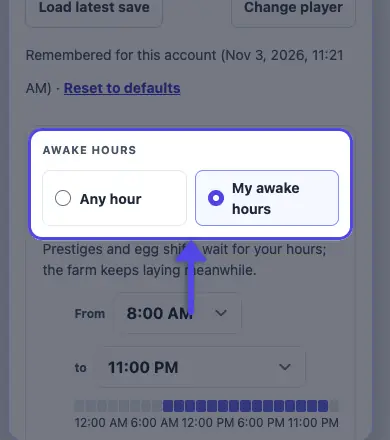 Load latest save
Change player
Remembered for this account (Nov 3, 2026, 11:21
AM) · Reset to defaults
AWAKE HOURS
Any hour
My awake
hours
Prestiges and egg shifts wait for your hours;
the farm keeps laying meanwhile.
From
8:00 AM
to
11:00 PM
12:00 AM 6:00 AM 12:00 PM 6:00 PM 11:00 PM